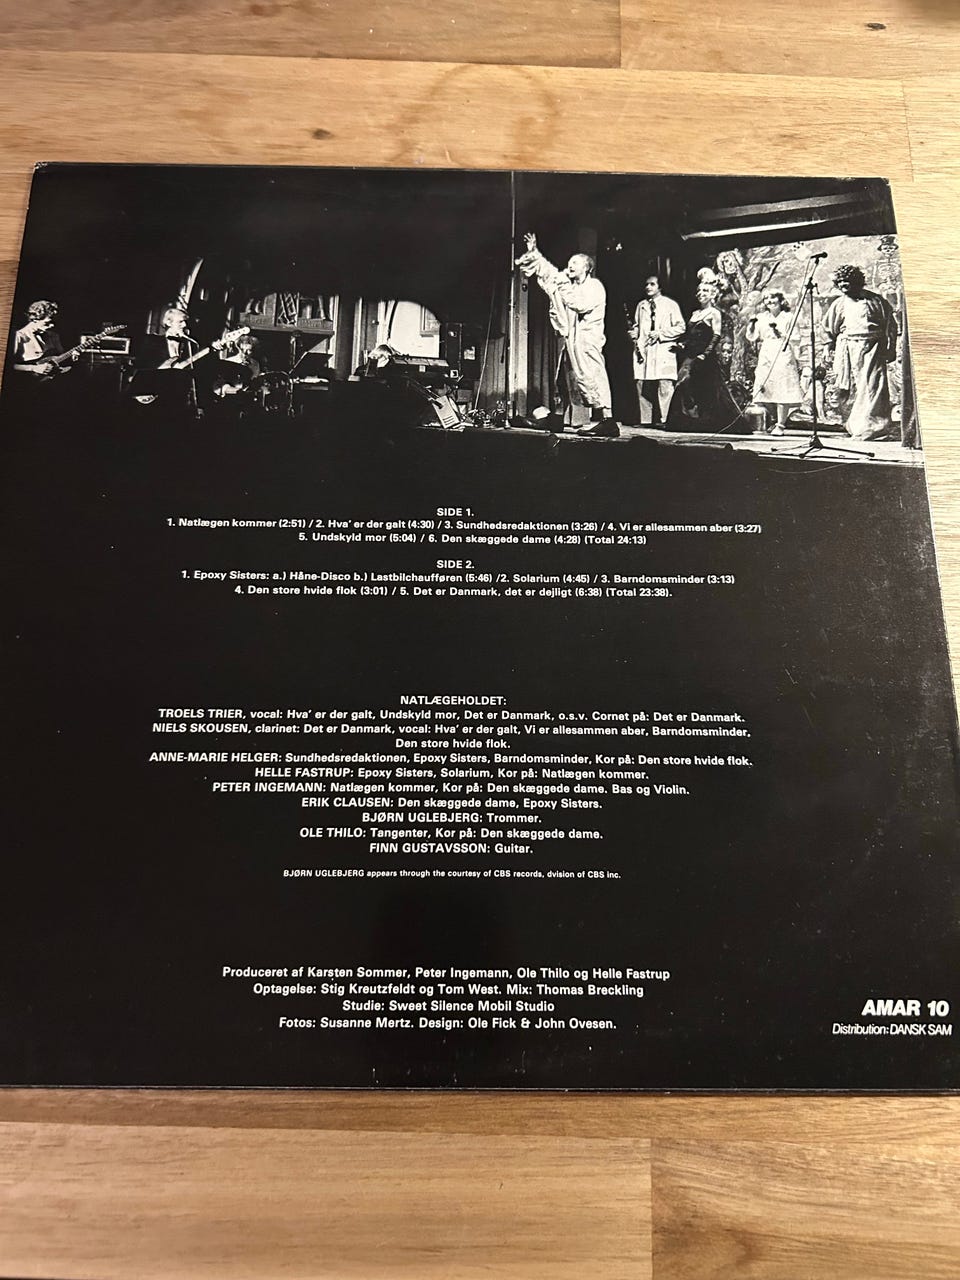 SIDE 1.
1. Natlægen kommer (2:51) / 2. Hva' er der galt (4:30) / 3. Sundhedsredaktionen (3:26) / 4. Vi er allesammen aber (3:27)
5. Undskyld mor (5:04) / 6. Den skæggede dame (4:28) (Total 24:13)
SIDE 2.
1. Epoxy Sisters: a.) Håne-Disco b.) Lastbilchaufføren (5:46) /2. Solarium (4:45) / 3. Barndomsminder (3:13)
4. Den store hvide flok (3:01) / 5. Det er Danmark, det er dejligt (6:38) (Total 23:38).
NATLÆGEHOLDET:
TROELS TRIER, vocal: Hva' er der galt, Undskyld mor, Det er Danmark, o.s.v. Cornet på: Det er Danmark.
NIELS SKOUSEN, clarinet: Det er Danmark, vocal: Hva' er der galt, Vi er allesammen aber, Barndomsminder,
Den store hvide flok.
ANNE-MARIE HELGER: Sundhedsredaktionen, Epoxy Sisters, Barndomsminder, Kor på: Den store hvide flok.
HELLE FASTRUP: Epoxy Sisters, Solarium, Kor på: Natlægen kommer.
PETER INGEMANN: Natlægen kommer, Kor på: Den skæggede dame. Bas og Violin.
ERIK CLAUSEN: Den skæggede dame, Epoxy Sisters.
BJØRN UGLEBJERG: Trommer.
OLE THILO: Tangenter, Kor på: Den skæggede dame.
FINN GUSTAVSSON: Guitar.
BJØRN UGLEBJERG appears through the courtesy of CBS records, dvision of CBS inc.
Produceret af Karsten Sommer, Peter Ingemann, Ole Thilo og Helle Fastrup
Optagelse: Stig Kreutzfeldt og Tom West. Mix: Thomas Breckling
Studie: Sweet Silence Mobil Studio
Fotos: Susanne Mertz. Design: Ole Fick & John Ovesen.
AMAR 10
Distribution: DANSK SAM